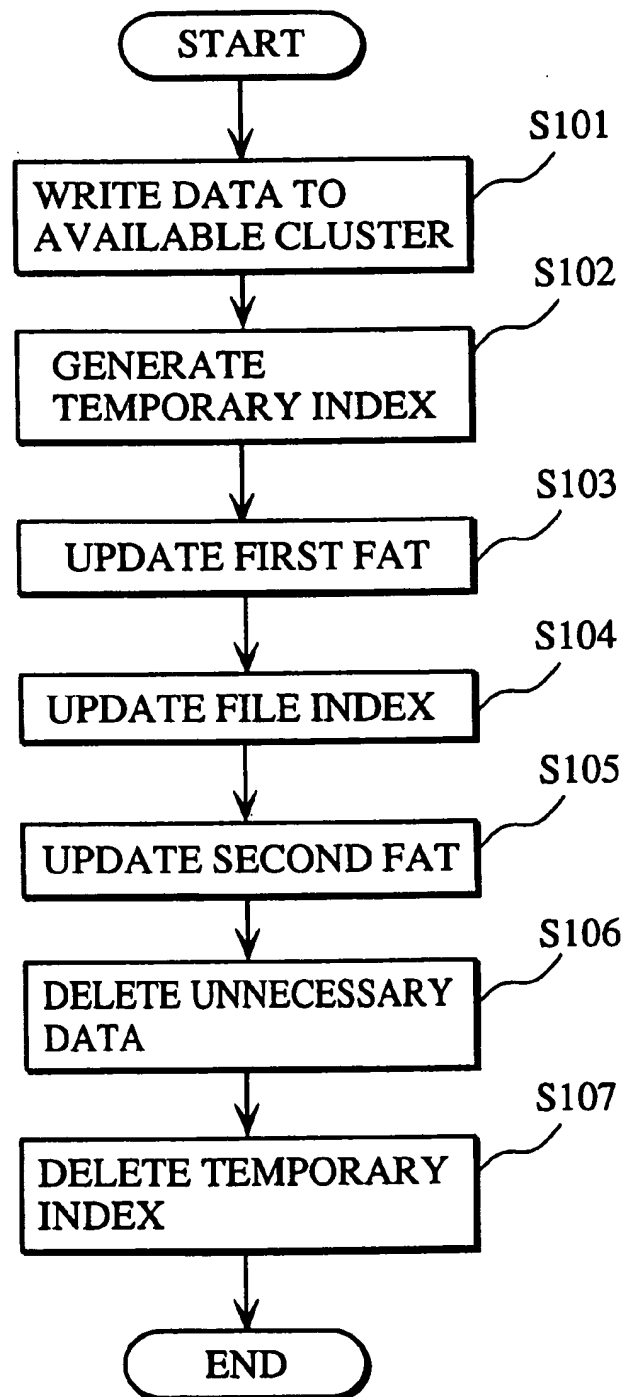 START
S101
WRITE DATA TO
AVAILABLE CLUSTER
S102
GENERATE
TEMPORARY INDEX
S103
UPDATE FIRST FAT
S104
UPDATE FILE INDEX
S105
UPDATE SECOND FAT
S106
DELETE UNNECESSARY
DATA
S107
DELETE TEMPORARY
INDEX
END